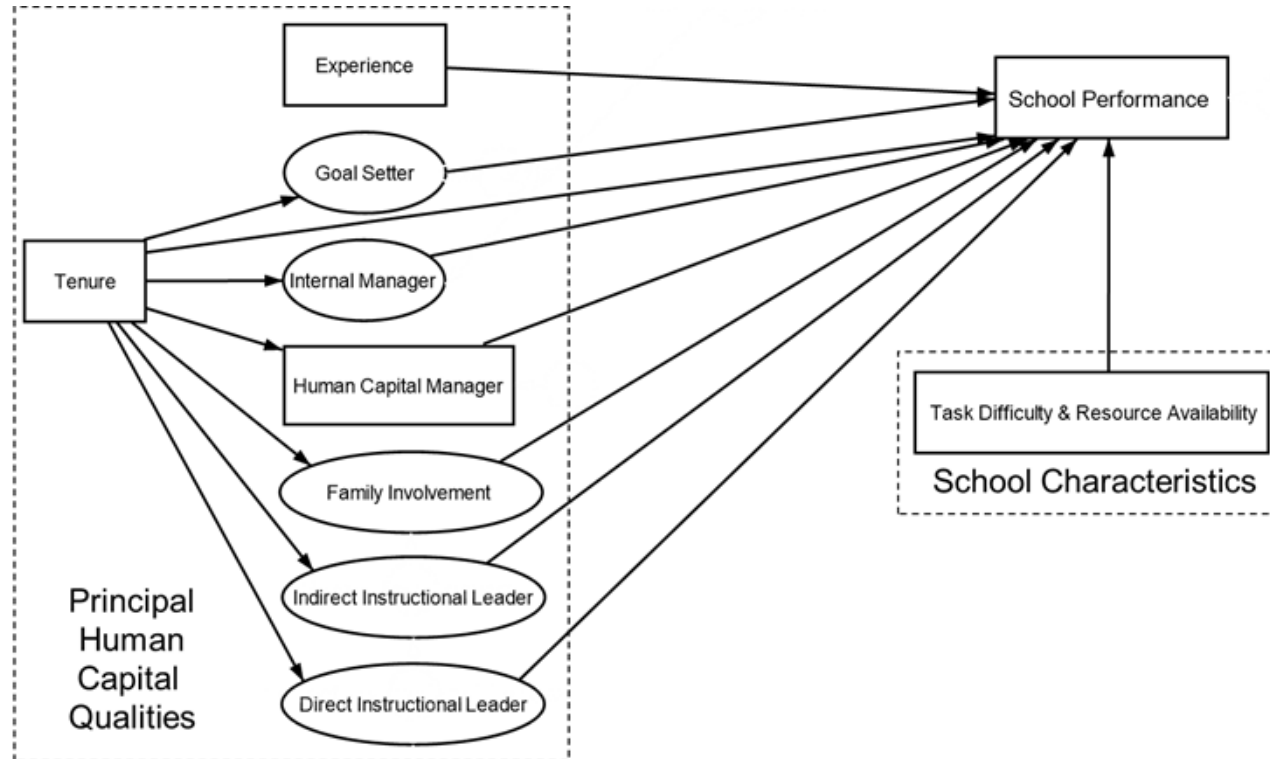 Experience
School Performance
Goal Setter
Tenure
Internal Manager
Human Capital Manager
Task Difficulty & Resource Availability
School Characteristics
Family Involvement
Indirect Instructional Leader
Direct Instructional Leader
Principal
Human
Capital
Qualities